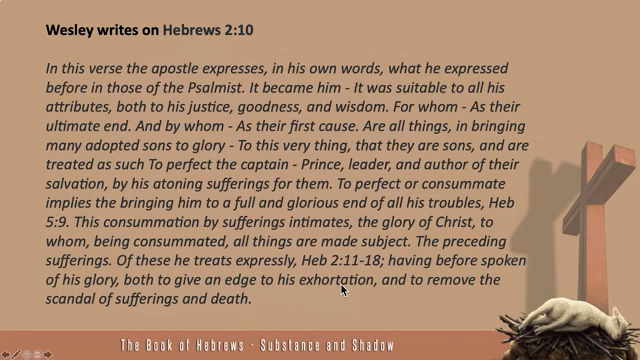 Wesley writes on Hebrews 2:10
In this verse the apostle expresses, in his own words, what he expressed
before in those of the Psalmist. It became him - It was suitable to all his
attributes, both to his justice, goodness, and wisdom. For whom - As their
ultimate end. And by whom - As their first cause. Are all things, in bringing
many adopted sons to glory - To this very thing, that they are sons, and are
treated as such To perfect the captain - Prince, leader, and author of their
salvation, by his atoning sufferings for them. To perfect or consummate
implies the bringing him to a full and glorious end of all his troubles, Heb
5:9. This consummation by sufferings intimates, the glory of Christ, to
whom, being consummated, all things are made subject. The preceding
sufferings. Of these he treats expressly, Heb 2:11-18; having before spoken
of his glory, both to give an edge to his exhortation, and to remove the
scandal of sufferings and death.
The Book of Hebrews - Substance and Shadow